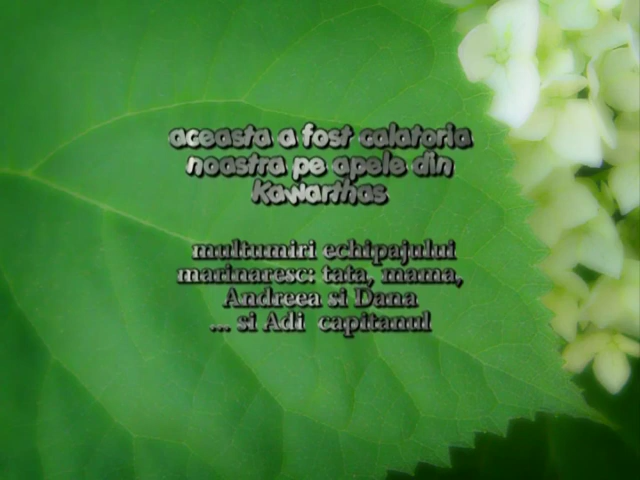 aceasta a fost calatoria
noastra pe apele din
Kawarthas
multumiri echipajului
marinaresc: tata, mama,
Andreea si Dana
... si Adi capitanul